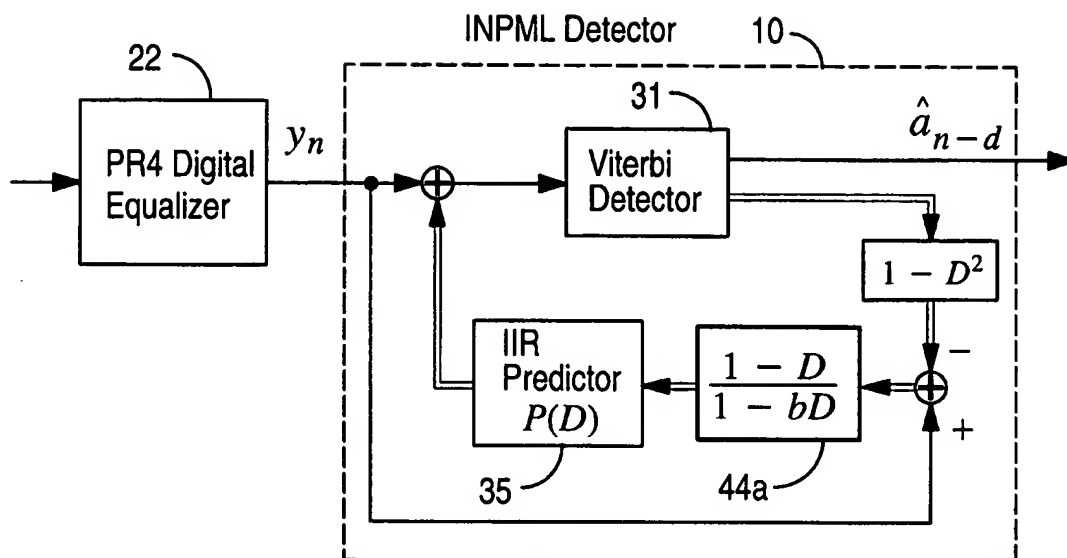 INPML Detector
10
22
PR4 Digital
Equalizer
y_n
31
Viterbi
Detector
â_{n-d}
1 - D²
IIR
Predictor
P(D)
35
1 - D
1 - bD
44a
-
+